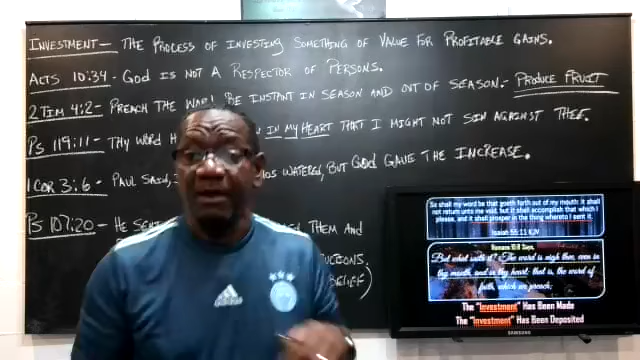 INVESTMENT — THE PROCESS OF INVESTING SOMETHING OF VALUE FOR PROFITABLE GAINS.
ACTS 10:34 - GOD IS NOT A RESPECTOR OF PERSONS.
2 TIM 4:2 - PREACH THE WORD BE INSTANT IN SEASON AND OUT OF SEASON. - PRODUCE FRUIT
PS 119:11 - THY WORD IN MY HEART THAT I MIGHT NOT SIN AGAINST THEE.
1 COR 3:6 - PAUL SAID, WATERED, BUT GOD GAVE THE INCREASE.
PS 107:20 - HE THEM AND
adidas
So shall my word be that goeth forth out of my mouth: it shall
not return unto me void, but it shall accomplish that which I
please, and it shall prosper in the thing whereto I sent it.
Isaiah 55:11 KJV
Romans 10:8 Says,
But what saith it? The word is nigh thee, even in
thy mouth, and in thy heart: that is, the word of
faith, which we preach;
The "Investment" Has Been Made
The "Investment" Has Been Deposited
SAMSUNG